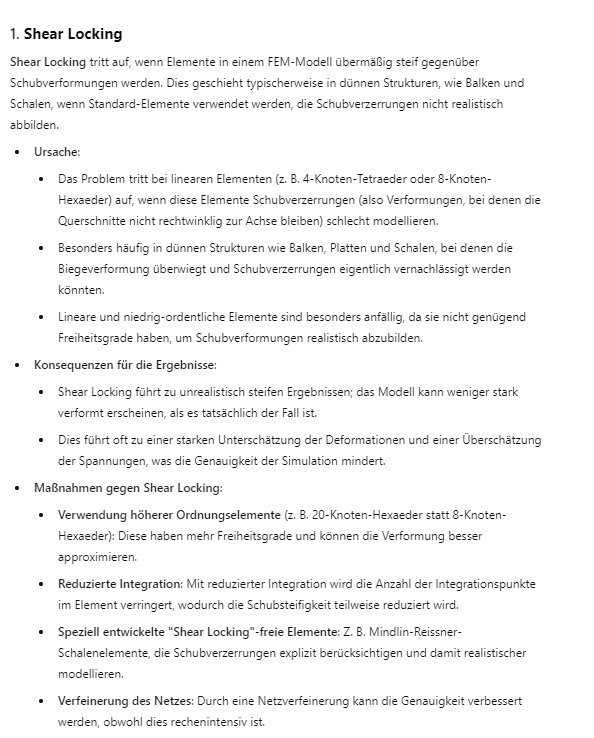 1. Shear Locking
Shear Locking tritt auf, wenn Elemente in einem FEM-Modell übermäßig steif gegenüber
Schubverformungen werden. Dies geschieht typischerweise in dünnen Strukturen, wie Balken und
Schalen, wenn Standard-Elemente verwendet werden, die Schubverzerrungen nicht realistisch
abbilden.
• Ursache:
• Das Problem tritt bei linearen Elementen (z. B. 4-Knoten-Tetraeder oder 8-Knoten-
Hexaeder) auf, wenn diese Elemente Schubverzerrungen (also Verformungen, bei denen die
Querschnitte nicht rechtwinklig zur Achse bleiben) schlecht modellieren.
• Besonders häufig in dünnen Strukturen wie Balken, Platten und Schalen, bei denen die
Biegeverformung überwiegt und Schubverzerrungen eigentlich vernachlässigt werden
könnten.
• Lineare und niedrig-ordentliche Elemente sind besonders anfällig, da sie nicht genügend
Freiheitsgrade haben, um Schubverformungen realistisch abzubilden.
• Konsequenzen für die Ergebnisse:
• Shear Locking führt zu unrealistisch steifen Ergebnissen; das Modell kann weniger stark
verformt erscheinen, als es tatsächlich der Fall ist.
• Dies führt oft zu einer starken Unterschätzung der Deformationen und einer Überschätzung
der Spannungen, was die Genauigkeit der Simulation mindert.
• Maßnahmen gegen Shear Locking:
• Verwendung höherer Ordnungselemente (z. B. 20-Knoten-Hexaeder statt 8-Knoten-
Hexaeder): Diese haben mehr Freiheitsgrade und können die Verformung besser
approximieren.
• Reduzierte Integration: Mit reduzierter Integration wird die Anzahl der Integrationspunkte
im Element verringert, wodurch die Schubsteifigkeit teilweise reduziert wird.
• Speziell entwickelte "Shear Locking"-freie Elemente: Z. B. Mindlin-Reissner-
Schalenelemente, die Schubverzerrungen explizit berücksichtigen und damit realistischer
modellieren.
• Verfeinerung des Netzes: Durch eine Netzverfeinerung kann die Genauigkeit verbessert
werden, obwohl dies rechenintensiv ist.